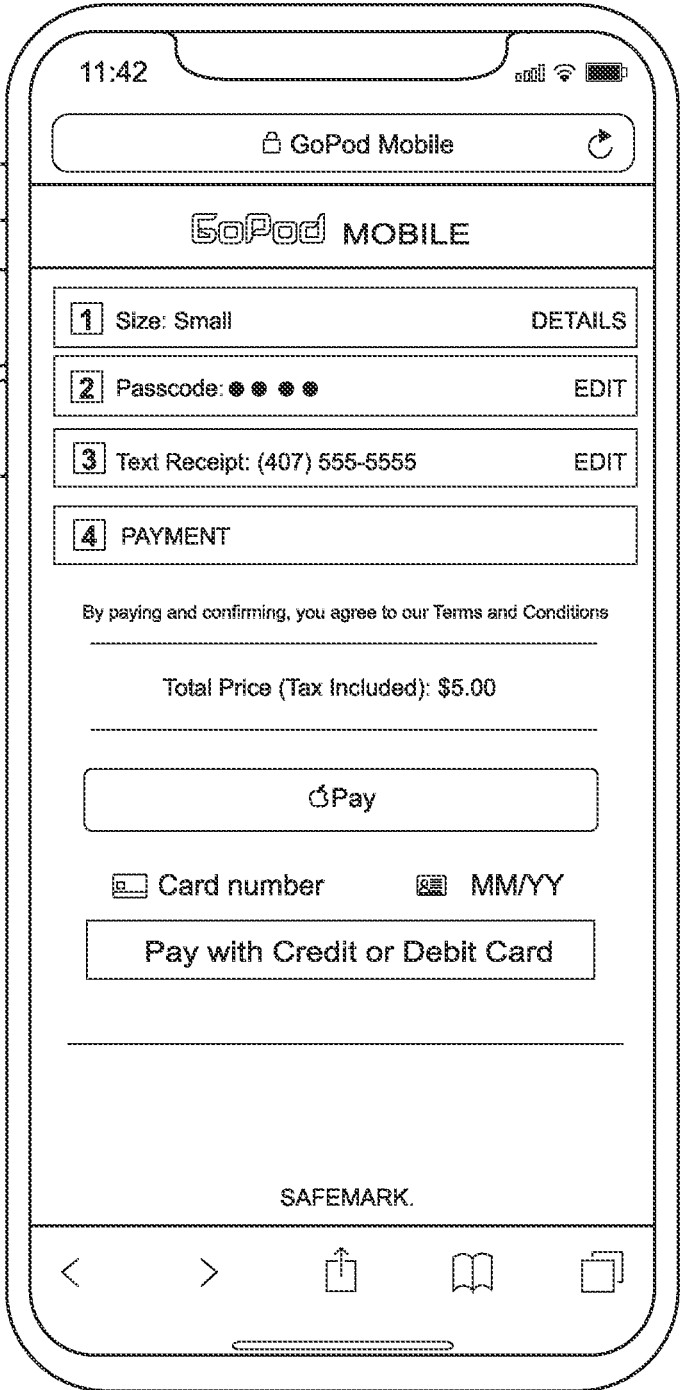 11:42
GoPod Mobile
GoPod MOBILE
1 Size: Small DETAILS
2 Passcode: ● ● ● ● EDIT
3 Text Receipt: (407) 555-5555 EDIT
4 PAYMENT
By paying and confirming, you agree to our Terms and Conditions
Total Price (Tax Included): $5.00
Pay
Card number MM/YY
Pay with Credit or Debit Card
SAFEMARK.